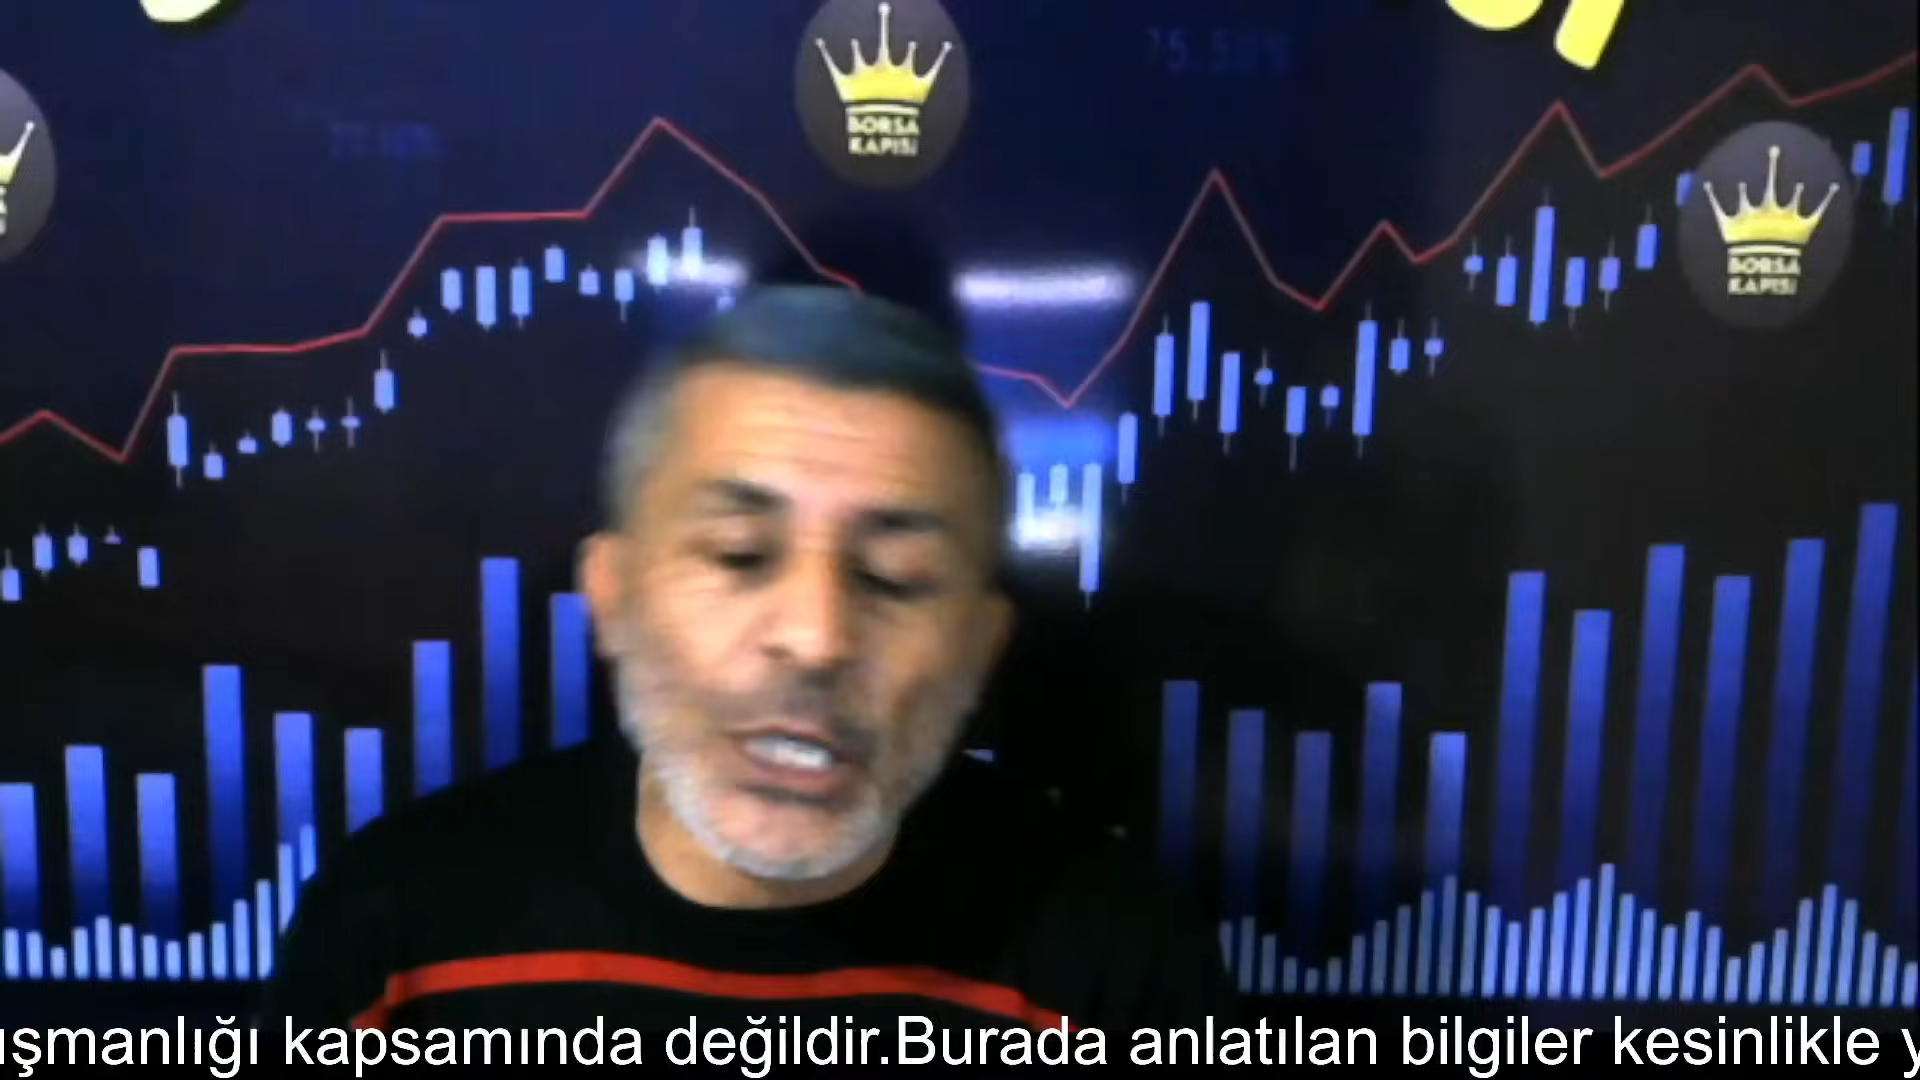 BORSA
KAPISI
BORSA
KAPISI
ışmanlığı kapsamında değildir.Burada anlatılan bilgiler kesinlikle y